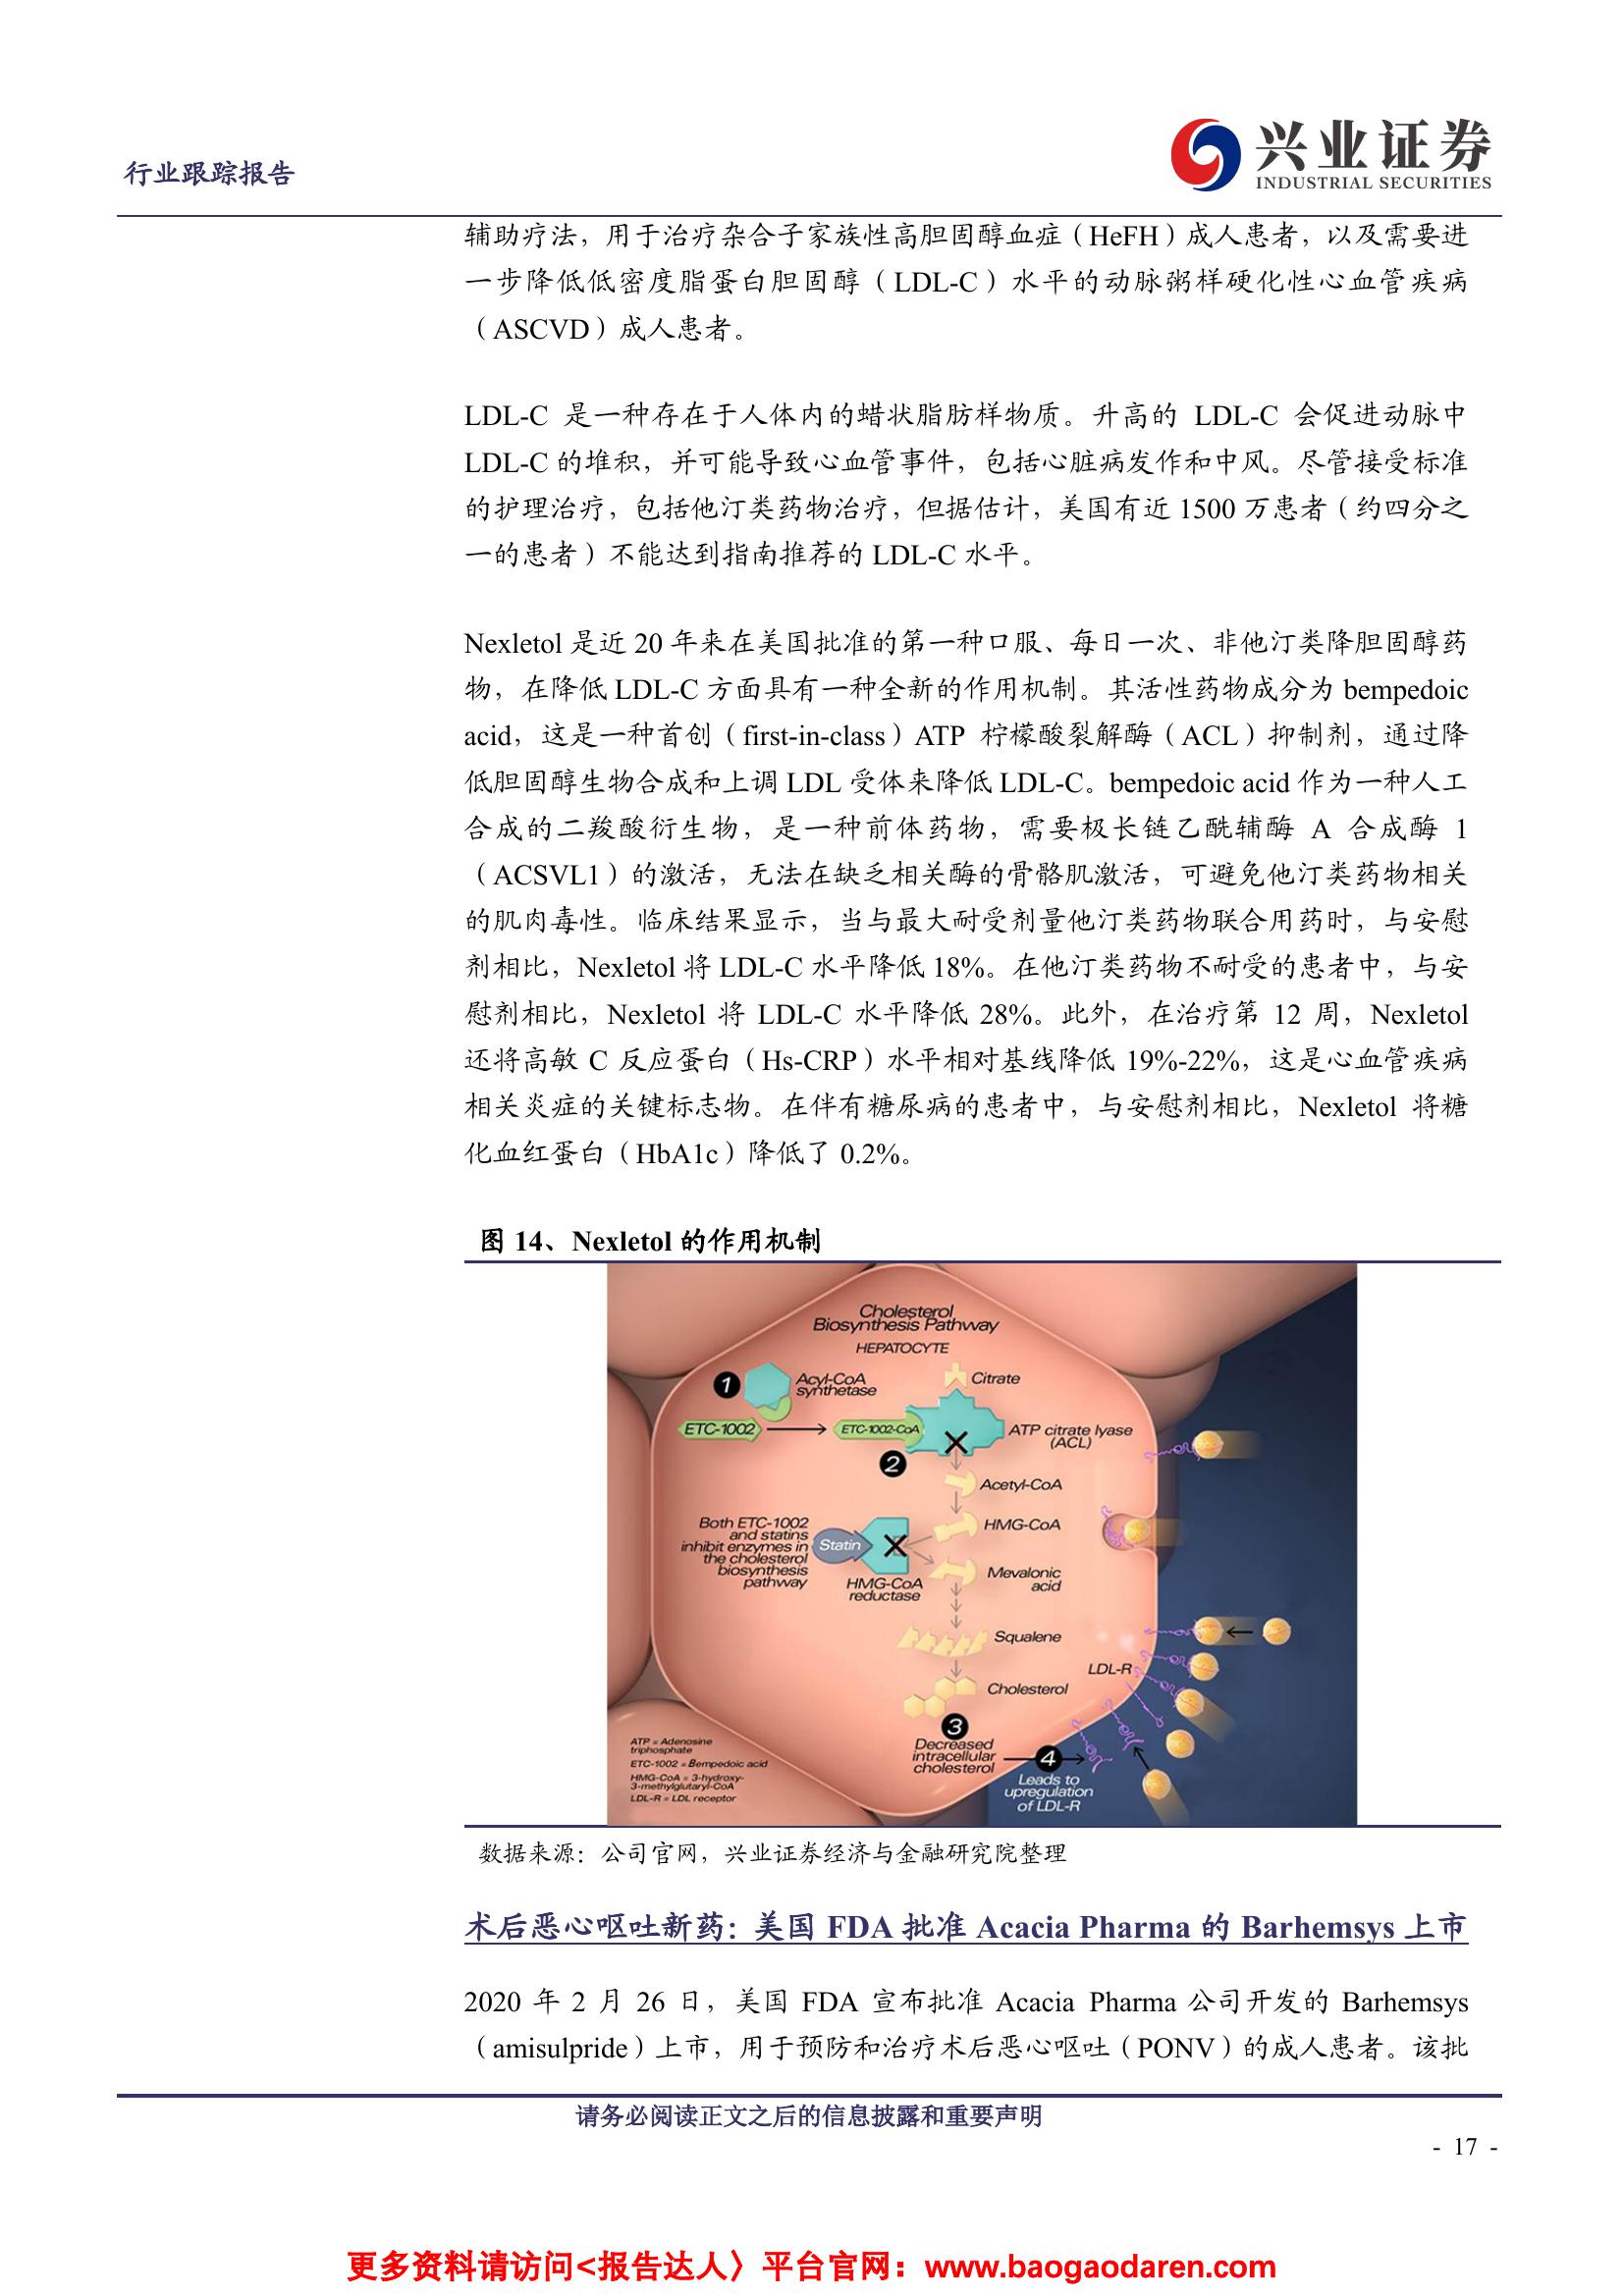 行业跟踪报告
兴业证券
INDUSTRIAL SECURITIES
辅助疗法，用于治疗杂合子家族性高胆固醇血症（HeFH）成人患者，以及需要进
一步降低低密度脂蛋白胆固醇（LDL-C）水平的动脉粥样硬化性心血管疾病
（ASCVD）成人患者。
LDL-C 是一种存在于人体内的蜡状脂肪样物质。升高的 LDL-C 会促进动脉中
LDL-C 的堆积，并可能导致心血管事件，包括心脏病发作和中风。尽管接受标准
的护理治疗，包括他汀类药物治疗，但据估计，美国有近 1500 万患者（约四分之
一的患者）不能达到指南推荐的 LDL-C 水平。
Nexletol 是近 20 年来在美国批准的第一种口服、每日一次、非他汀类降胆固醇药
物，在降低 LDL-C 方面具有一种全新的作用机制。其活性药物成分为 bempedoic
acid，这是一种首创（first-in-class）ATP 柠檬酸裂解酶（ACL）抑制剂，通过降
低胆固醇生物合成和上调 LDL 受体来降低 LDL-C。bempedoic acid 作为一种人工
合成的二羧酸衍生物，是一种前体药物，需要极长链乙酰辅酶 A 合成酶 1
（ACSVL1）的激活，无法在缺乏相关酶的骨骼肌激活，可避免他汀类药物相关
的肌肉毒性。临床结果显示，当与最大耐受剂量他汀类药物联合用药时，与安慰
剂相比，Nexletol 将 LDL-C 水平降低 18%。在他汀类药物不耐受的患者中，与安
慰剂相比，Nexletol 将 LDL-C 水平降低 28%。此外，在治疗第 12 周，Nexletol
还将高敏 C 反应蛋白（Hs-CRP）水平相对基线降低 19%-22%，这是心血管疾病
相关炎症的关键标志物。在伴有糖尿病的患者中，与安慰剂相比，Nexletol 将糖
化血红蛋白（HbA1c）降低了 0.2%。
图 14、Nexletol 的作用机制
Cholesterol
Biosynthesis Pathway
HEPATOCYTE
1
Acyl-CoA
synthetase
Citrate
ETC-1002
ETC-1002-CoA
ATP citrate lyase
(ACL)
2
Acetyl-CoA
Both ETC-1002
and statins
inhibit enzymes in
the cholesterol
biosynthesis
pathway
Statin
HMG-CoA
reductase
HMG-CoA
Mevalonic
acid
Squalene
LDL-R
Cholesterol
3
Decreased
intracellular
cholesterol
4
Leads to
upregulation
of LDL-R
ATP = Adenosine
triphosphate
ETC-1002 = Bempedoic acid
HMG-CoA = 3-hydroxy-
3-methylglutaryl-CoA
LDL-R = LDL receptor
数据来源：公司官网，兴业证券经济与金融研究院整理
术后恶心呕吐新药：美国 FDA 批准 Acacia Pharma 的 Barhemsys 上市
2020 年 2 月 26 日，美国 FDA 宣布批准 Acacia Pharma 公司开发的 Barhemsys
（amisulpride）上市，用于预防和治疗术后恶心呕吐（PONV）的成人患者。该批
请务必阅读正文之后的信息披露和重要声明
- 17 -
更多资料请访问<报告达人〉平台官网：www.baogaodaren.com